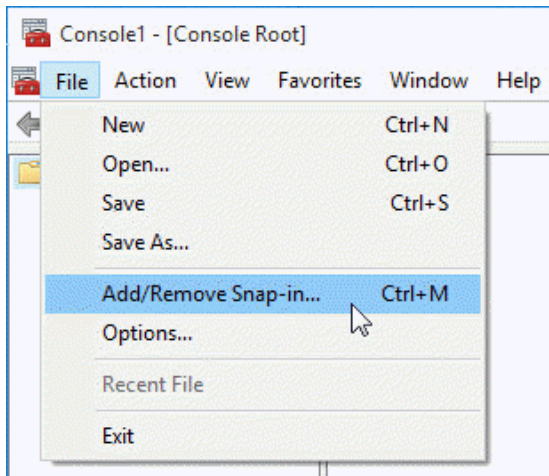 Console1 - [Console Root]
File Action View Favorites Window Help
New Ctrl+N
Open... Ctrl+O
Save Ctrl+S
Save As...
Add/Remove Snap-in... Ctrl+M
Options...
Recent File
Exit